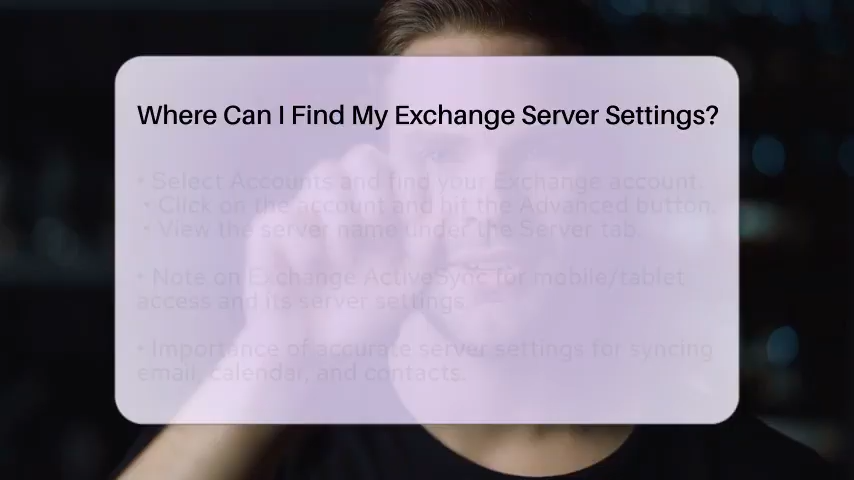 Where Can I Find My Exchange Server Settings?
• Select Accounts and find your Exchange account.
• Click on the account and hit the Advanced button.
• View the server name under the Server tab.
• Note on Exchange ActiveSync for mobile/tablet
access and its server settings.
• Importance of accurate server settings for syncing
email, calendar, and contacts.